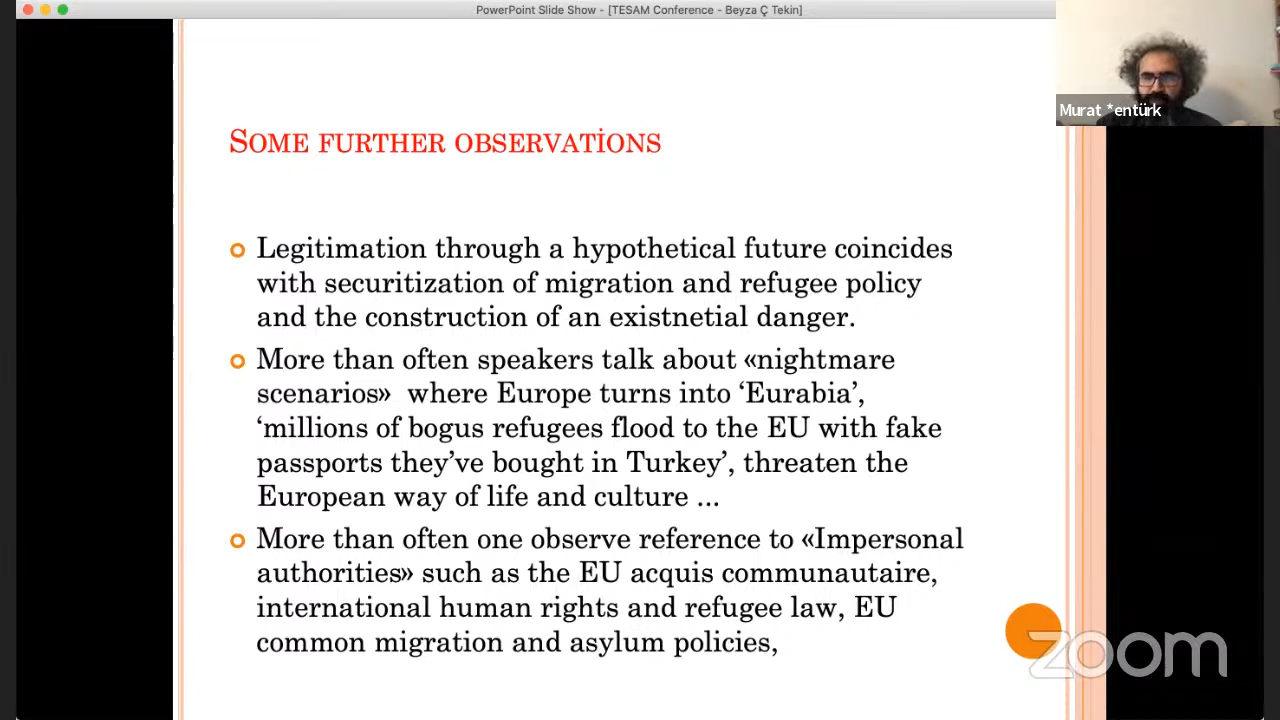 PowerPoint Slide Show - [TESAM Conference - Beyza Ç Tekin]
Murat *entürk
SOME FURTHER OBSERVATİONS
Legitimation through a hypothetical future coincides
with securitization of migration and refugee policy
and the construction of an existnetial danger.
More than often speakers talk about «nightmare
scenarios» where Europe turns into ‘Eurabia’,
‘millions of bogus refugees flood to the EU with fake
passports they’ve bought in Turkey’, threaten the
European way of life and culture ...
More than often one observe reference to «Impersonal
authorities» such as the EU acquis communautaire,
international human rights and refugee law, EU
common migration and asylum policies,
zoom